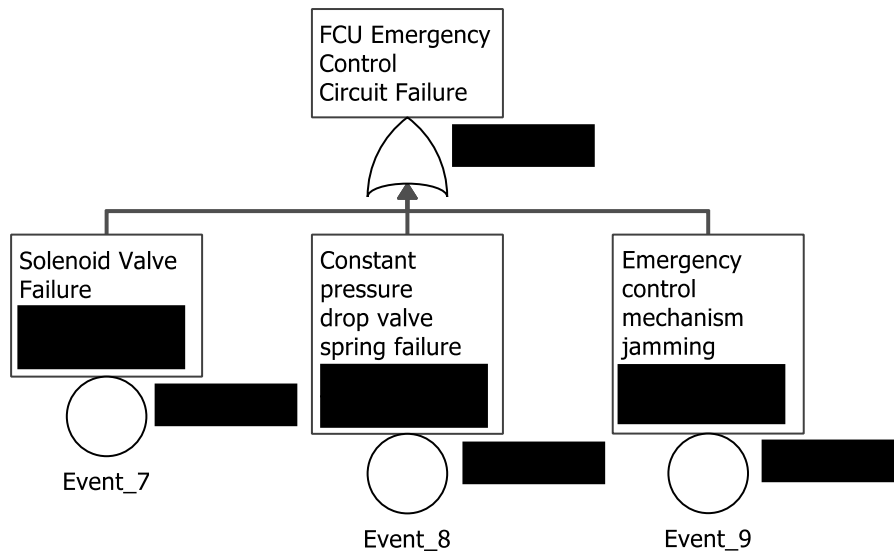 FCU Emergency
Control
Circuit Failure
Solenoid Valve
Failure
Event_7
Constant
pressure
drop valve
spring failure
Event_8
Emergency
control
mechanism
jamming
Event_9